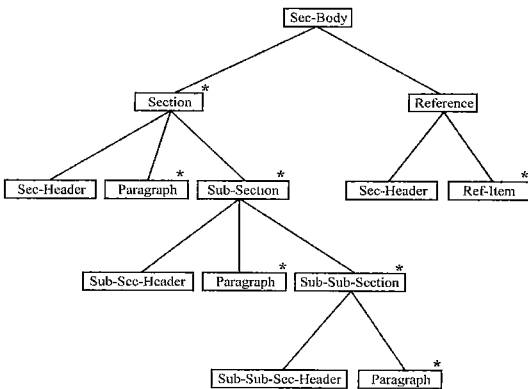 Sec-Body
*
Section
Reference
* * *
Sec-Header Paragraph Sub-Section Sec-Header Ref-Item
* *
Sub-Sec-Header Paragraph Sub-Sub-Section
*
Sub-Sub-Sec-Header Paragraph